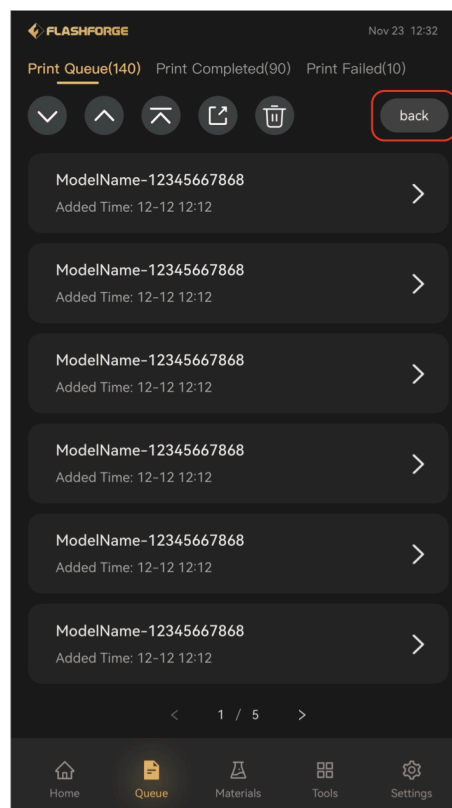 FLASHFORGE Nov 23 12:32
Print Queue(140) Print Completed(90) Print Failed(10)
back
ModelName-12345667868
Added Time: 12-12 12:12
ModelName-12345667868
Added Time: 12-12 12:12
ModelName-12345667868
Added Time: 12-12 12:12
ModelName-12345667868
Added Time: 12-12 12:12
ModelName-12345667868
Added Time: 12-12 12:12
ModelName-12345667868
Added Time: 12-12 12:12
< 1 / 5 >
Home Queue Materials Tools Settings